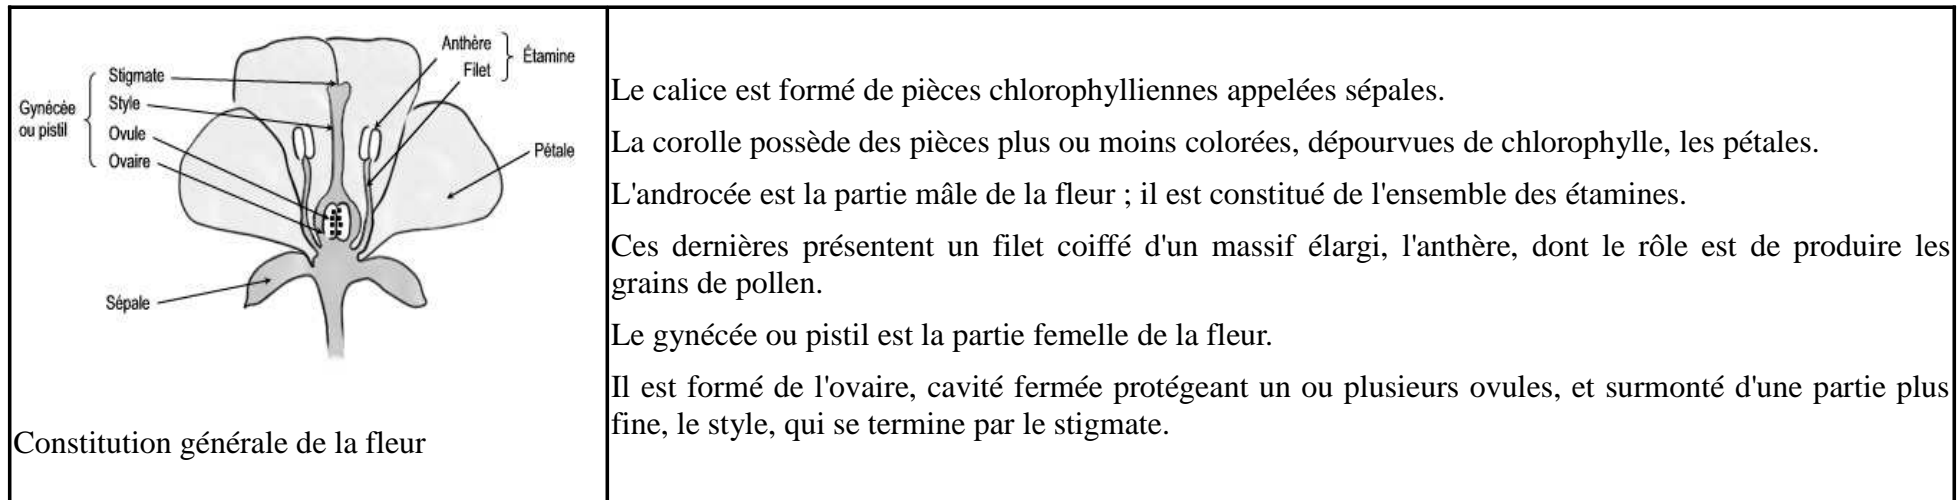 Anthère
Filet
Étamine
Stigmate
Style
Ovule
Ovaire
Gynécée
ou pistil
Pétale
Sépale
Constitution générale de la fleur
Le calice est formé de pièces chlorophylliennes appelées sépales.
La corolle possède des pièces plus ou moins colorées, dépourvues de chlorophylle, les pétales.
L'androcée est la partie mâle de la fleur ; il est constitué de l'ensemble des étamines.
Ces dernières présentent un filet coiffé d'un massif élargi, l'anthère, dont le rôle est de produire les
grains de pollen.
Le gynécée ou pistil est la partie femelle de la fleur.
Il est formé de l'ovaire, cavité fermée protégeant un ou plusieurs ovules, et surmonté d'une partie plus
fine, le style, qui se termine par le stigmate.